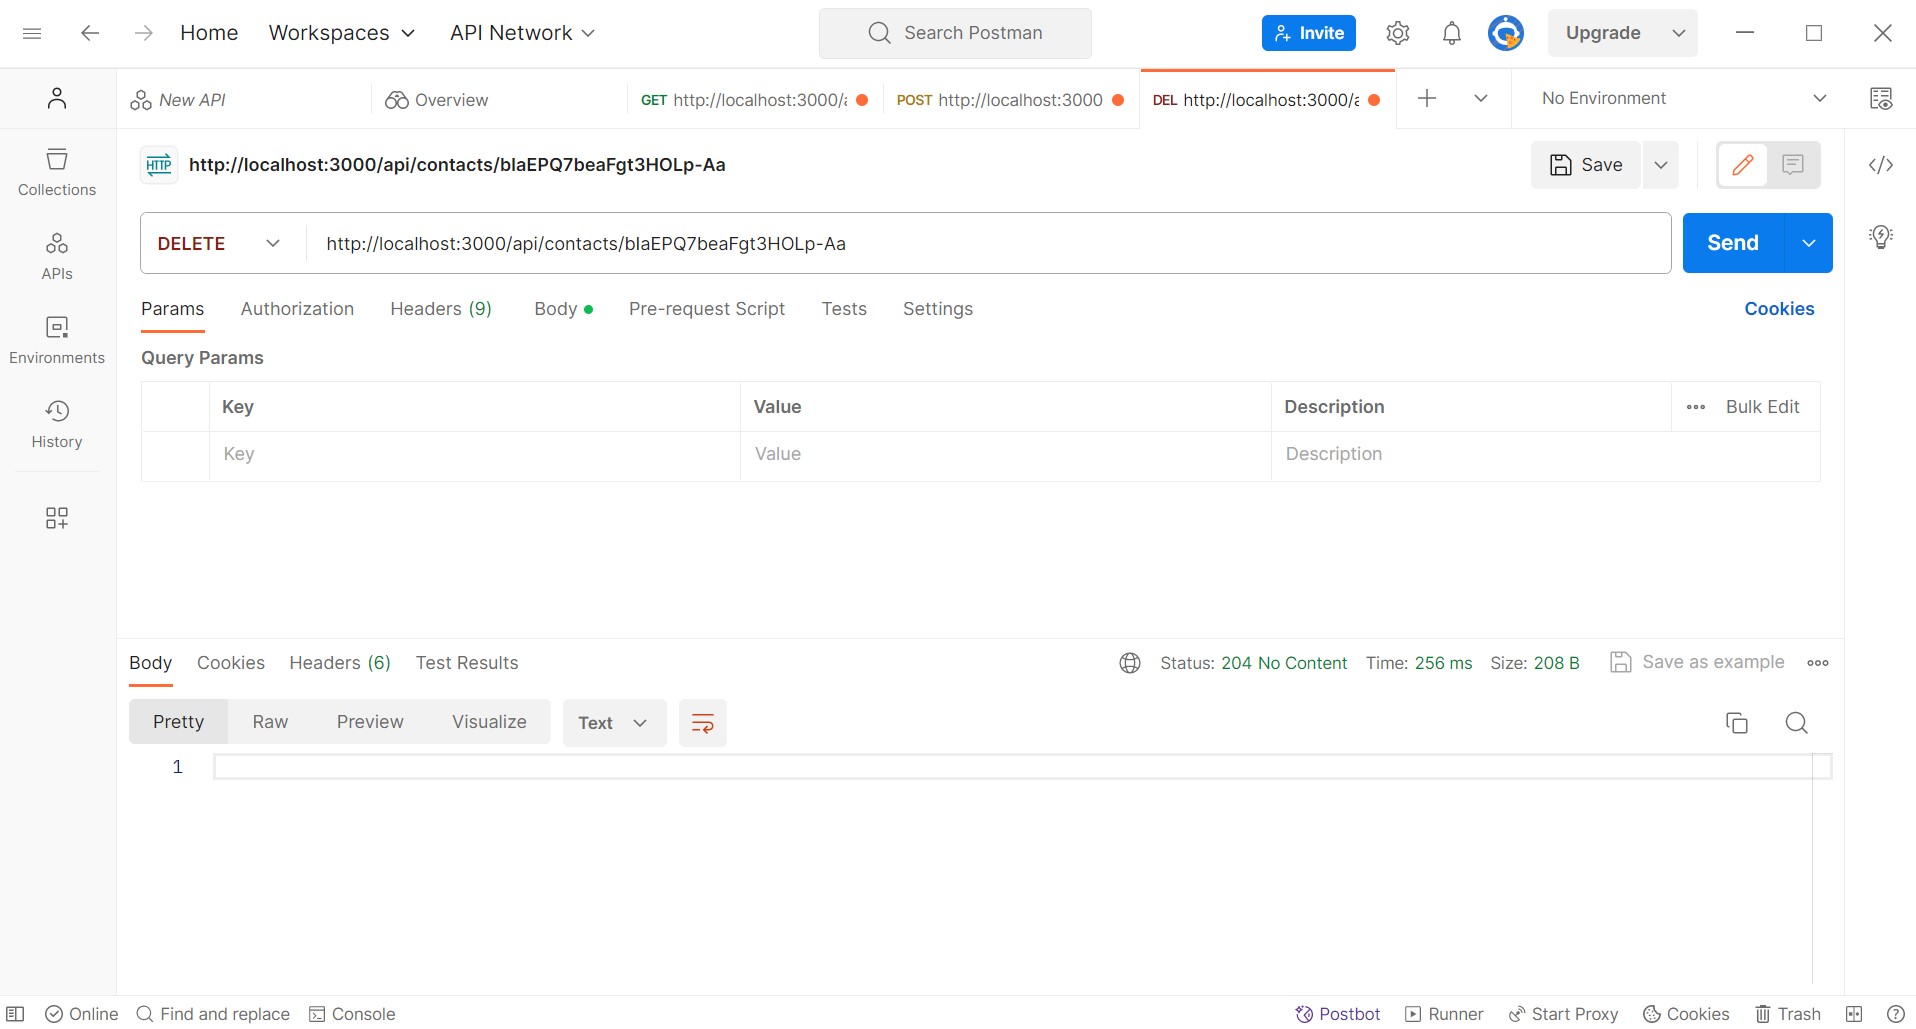 Home Workspaces API Network Search Postman Invite Upgrade
New API Overview GET http://localhost:3000/a POST http://localhost:3000 DEL http://localhost:3000/a No Environment
HTTP http://localhost:3000/api/contacts/bIaEPQ7beaFgt3HOLp-Aa Save
Collections
DELETE http://localhost:3000/api/contacts/bIaEPQ7beaFgt3HOLp-Aa Send
APIs
Params Authorization Headers (9) Body Pre-request Script Tests Settings Cookies
Environments
Query Params
Key Value Description Bulk Edit
History
Key Value Description
Body Cookies Headers (6) Test Results Status: 204 No Content Time: 256 ms Size: 208 B Save as example
Pretty Raw Preview Visualize Text
1
Online Find and replace Console Postbot Runner Start Proxy Cookies Trash